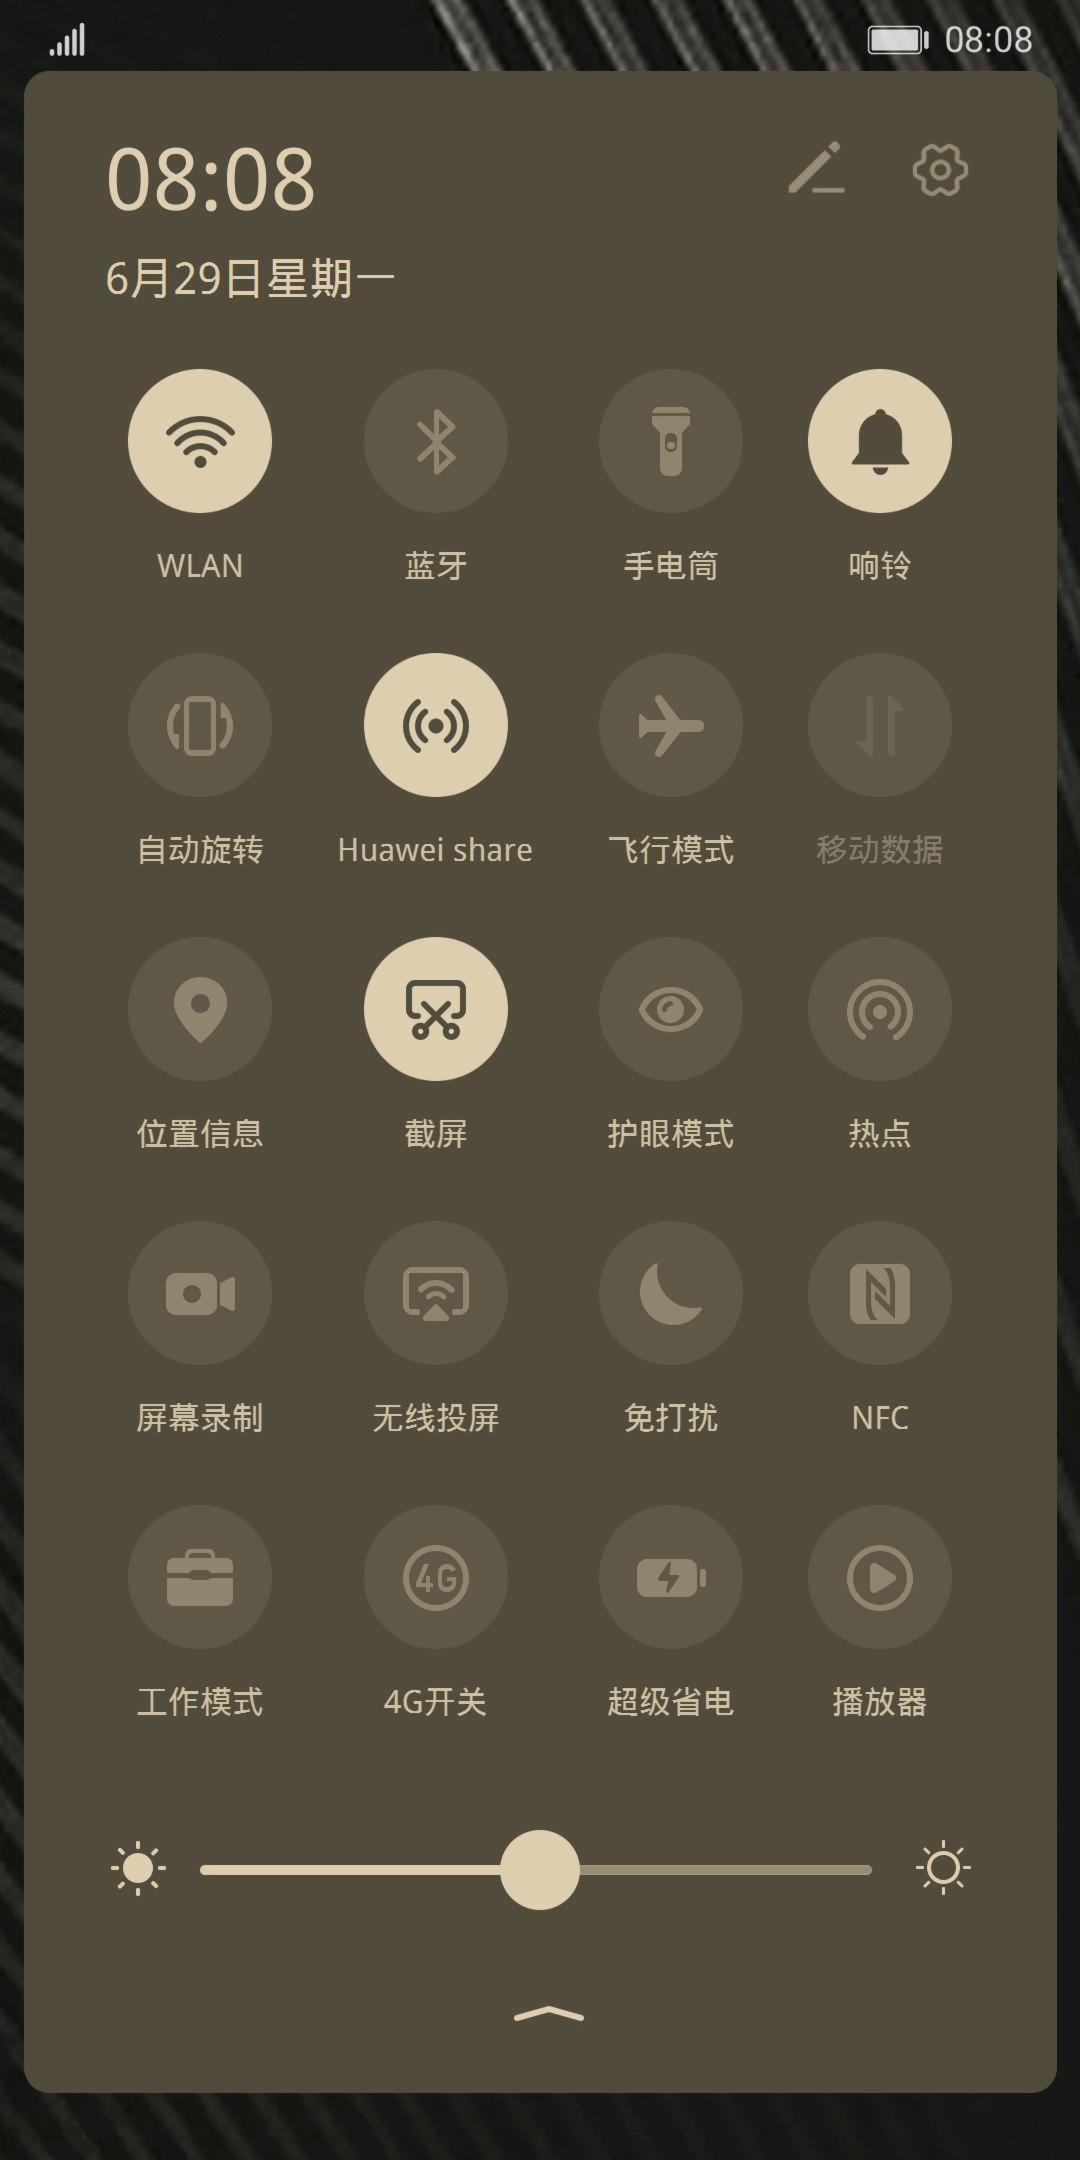 08:08
08:08
6月29日星期一
WLAN 蓝牙 手电筒 响铃
自动旋转 Huawei share 飞行模式 移动数据
位置信息 截屏 护眼模式 热点
屏幕录制 无线投屏 免打扰 NFC
4G
工作模式 4G开关 超级省电 播放器